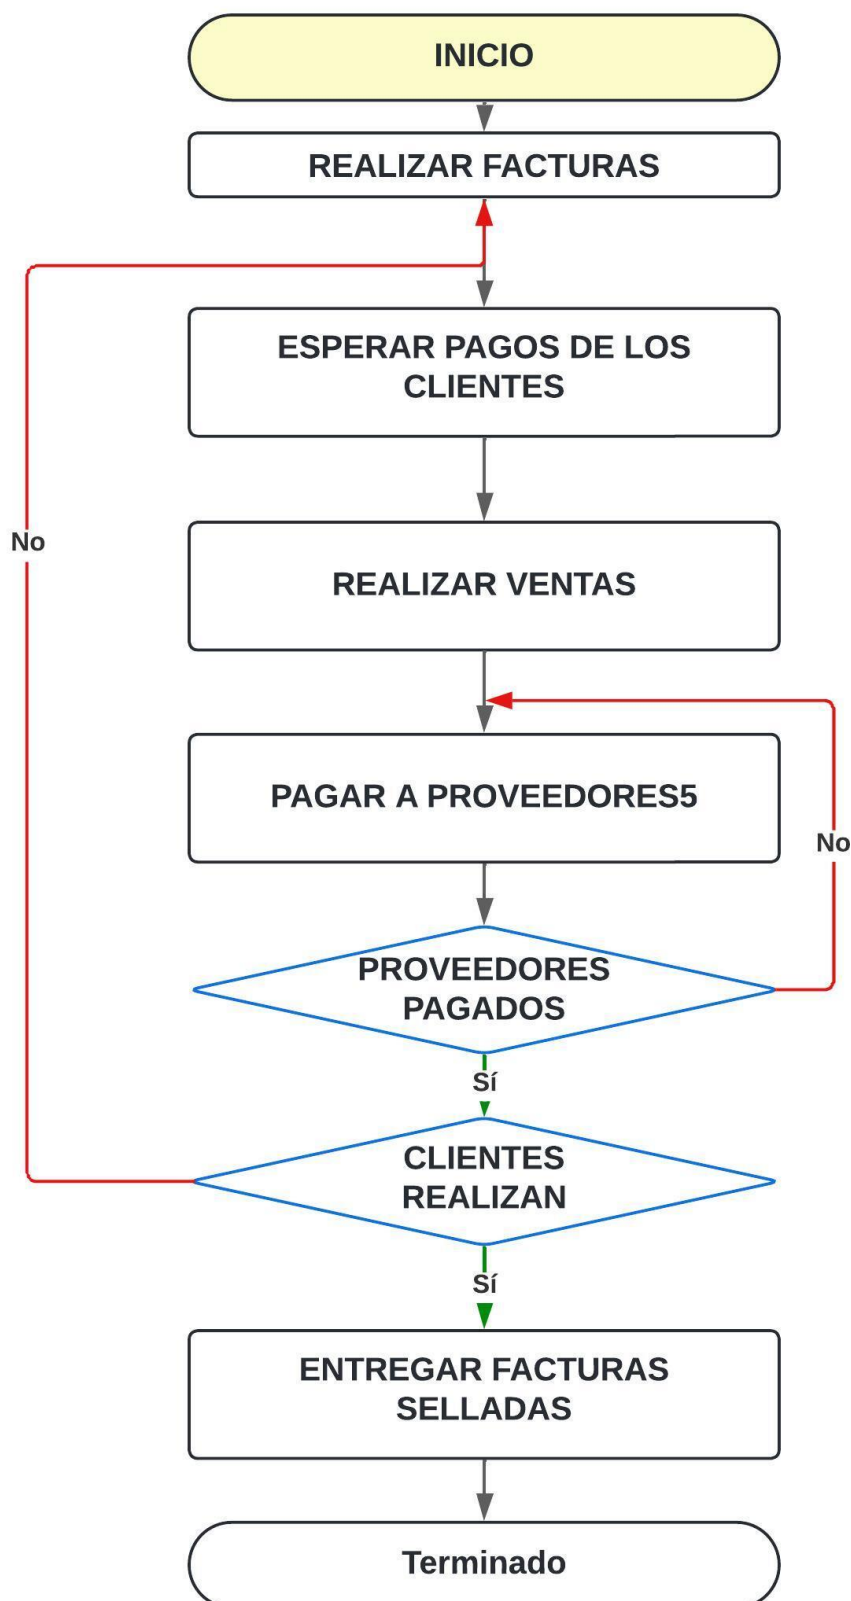 INICIO
REALIZAR FACTURAS
ESPERAR PAGOS DE LOS
CLIENTES
No
REALIZAR VENTAS
PAGAR A PROVEEDORES5
No
PROVEEDORES
PAGADOS
Sí
CLIENTES
REALIZAN
Sí
ENTREGAR FACTURAS
SELLADAS
Terminado